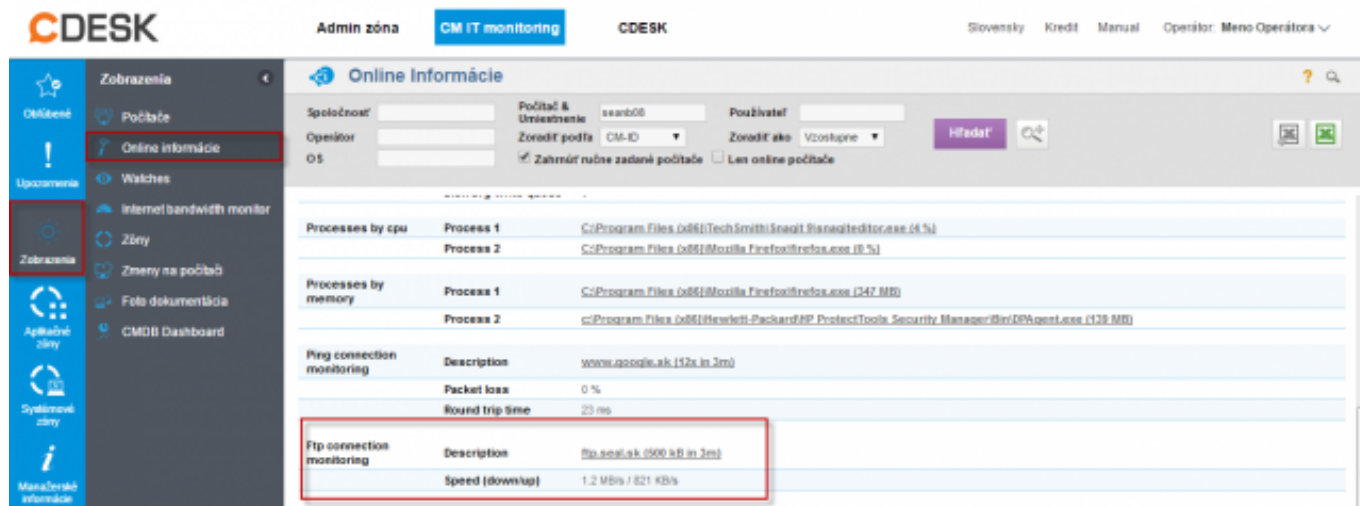 CDESK
Admin zóna
CM IT monitoring
CDESK
Slovensky
Kredit
Manual
Operátor: Meno Operátora
Obľúbené
Upozornenia
Zobrazenia
Aplikačné zóny
Systémové zóny
Manažerské informácie
Zobrazenia
Počítače
Online informácie
Watches
Internet bandwidth monitor
Zóny
Zmeny na počítači
Foto dokumentácia
CMDB Dashboard
Online Informácie
?
Spoločnosť
Počítač & Umiestnenie
seanb08
Používateľ
Operátor
Zoradiť podľa
CM-ID
Zoradiť ako
Vzostupne
Hľadať
OS
Zahrnúť ručne zadané počítače
Len online počítače
Processes by cpu
Process 1
C:\Program Files (x86)\TechSmith\Snagit 9\snagiteditor.exe (4 %)
Process 2
C:\Program Files (x86)\Mozilla Firefox\firefox.exe (0 %)
Processes by memory
Process 1
C:\Program Files (x86)\Mozilla Firefox\firefox.exe (347 MB)
Process 2
c:\Program Files (x86)\Hewlett-Packard\HP ProtectTools Security Manager\Bin\DPAgent.exe (139 MB)
Ping connection monitoring
Description
www.google.sk (12x in 3m)
Packet loss
0 %
Round trip time
23 ms
Ftp connection monitoring
Description
ftp.seal.sk (500 kB in 3m)
Speed (down/up)
1.2 MB/s / 821 KB/s